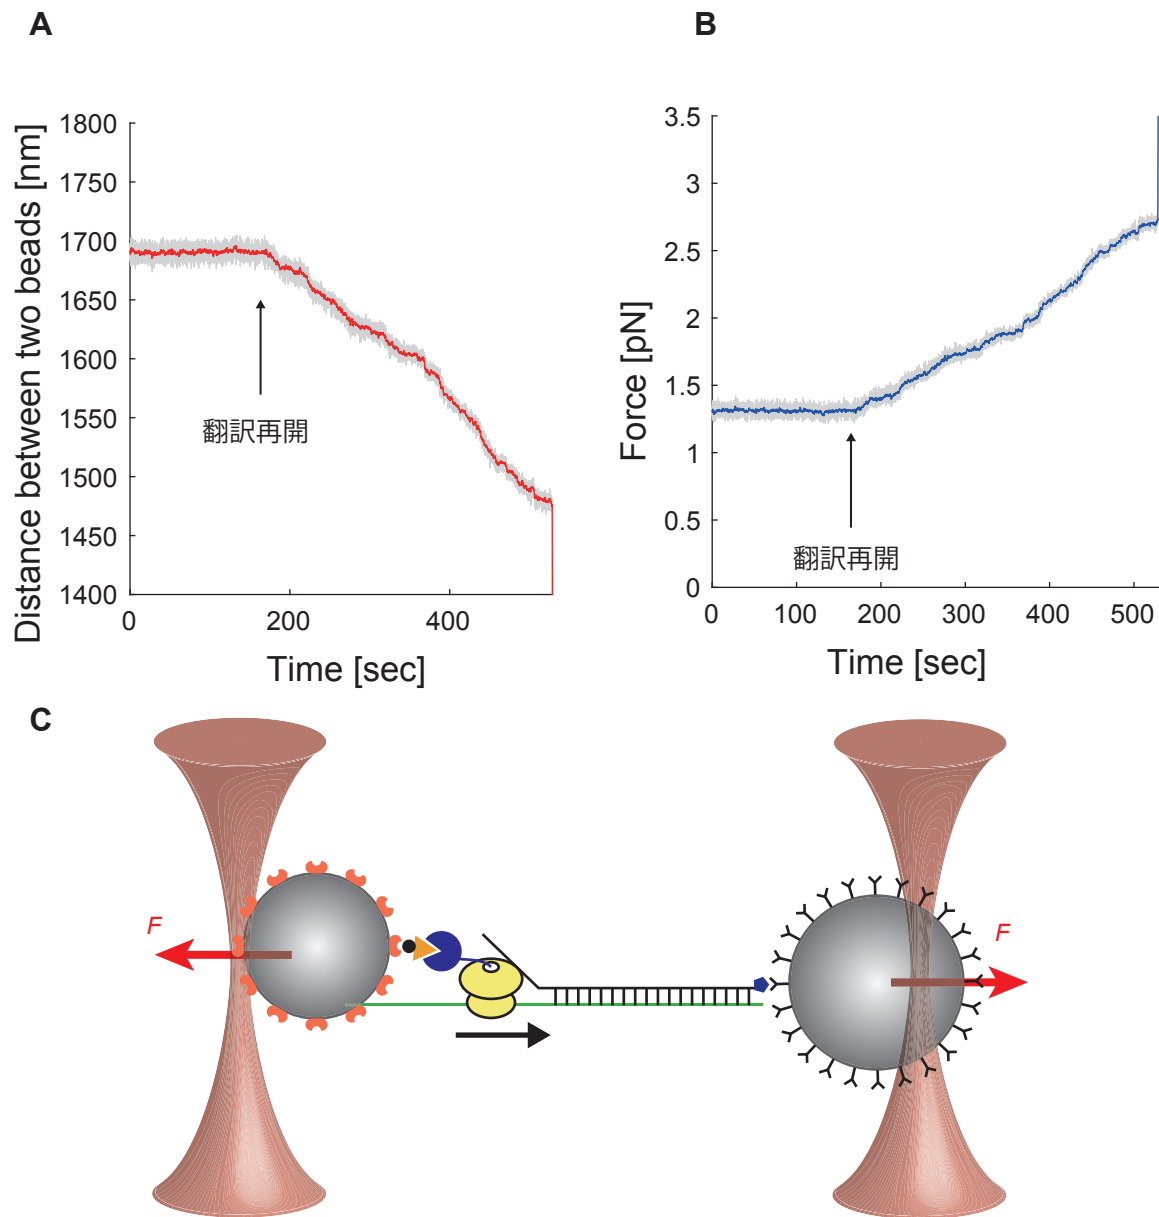 A
Distance between two beads [nm]
1800
1750
1700
1650
1600
1550
1500
1450
1400
翻訳再開
0
200
400
Time [sec]
B
Force [pN]
3.5
3
2.5
2
1.5
1
0.5
0
翻訳再開
0
100
200
300
400
500
Time [sec]
C
F
F